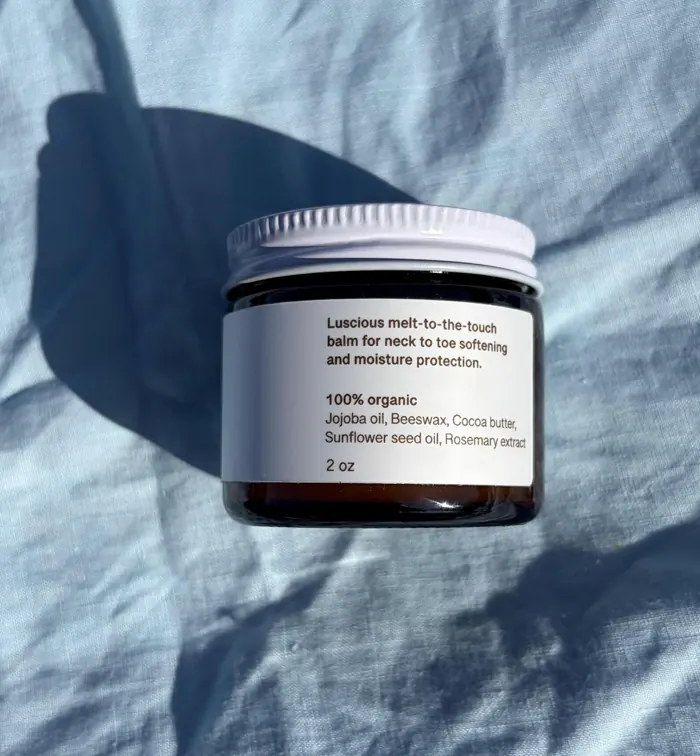 Luscious melt-to-the-touch
balm for neck to toe softening
and moisture protection.
100% organic
Jojoba oil, Beeswax, Cocoa butter,
Sunflower seed oil, Rosemary extract
2 oz